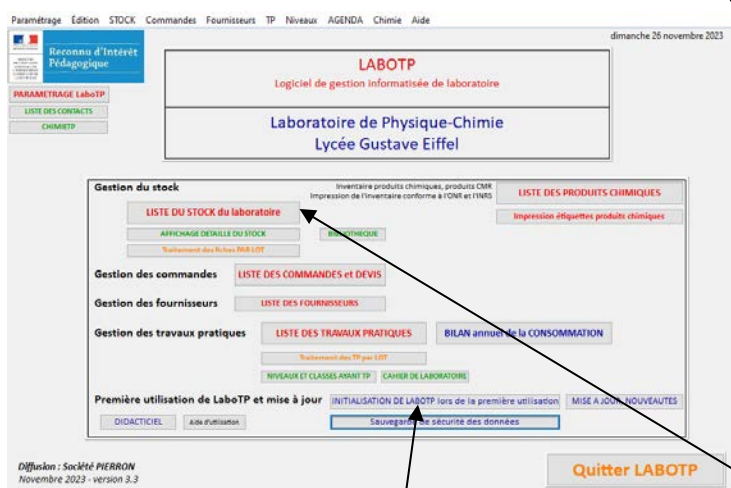 Paramétrage Édition STOCK Commandes Fournisseurs TP Niveaux AGENDA Chimie Aide
dimanche 26 novembre 2023
Reconnu d'Intérêt
Pédagogique
PARAMETRAGE LaboTP
LISTE DES CONTACTS
CHIMIETP
LABOTP
Logiciel de gestion informatisée de laboratoire
Laboratoire de Physique-Chimie
Lycée Gustave Eiffel
Gestion du stock
Inventaire produits chimiques, produits CMR
Impression de l'inventaire conforme à l'ONR et l'INRS
LISTE DES PRODUITS CHIMIQUES
LISTE DU STOCK du laboratoire
Impression étiquettes produits chimiques
AFFICHAGE DETAILLE DU STOCK
BIBLIOTHEQUE
Traitement des fiches PAR LOT
Gestion des commandes
LISTE DES COMMANDES et DEVIS
Gestion des fournisseurs
LISTE DES FOURNISSEURS
Gestion des travaux pratiques
LISTE DES TRAVAUX PRATIQUES
BILAN annuel de la CONSOMMATION
Traitement des TP par LOT
NIVEAUX ET CLASSES AYANT TP
CAHIER DE LABORATOIRE
Première utilisation de LaboTP et mise à jour
INITIALISATION DE LABOTP lors de la première utilisation
MISE A JOUR, NOUVEAUTES
DIDACTICIEL
Aide d'utilisation
Sauvegarde de sécurité des données
Diffusion : Société PIERRON
Novembre 2023 - version 3.3
Quitter LABOTP